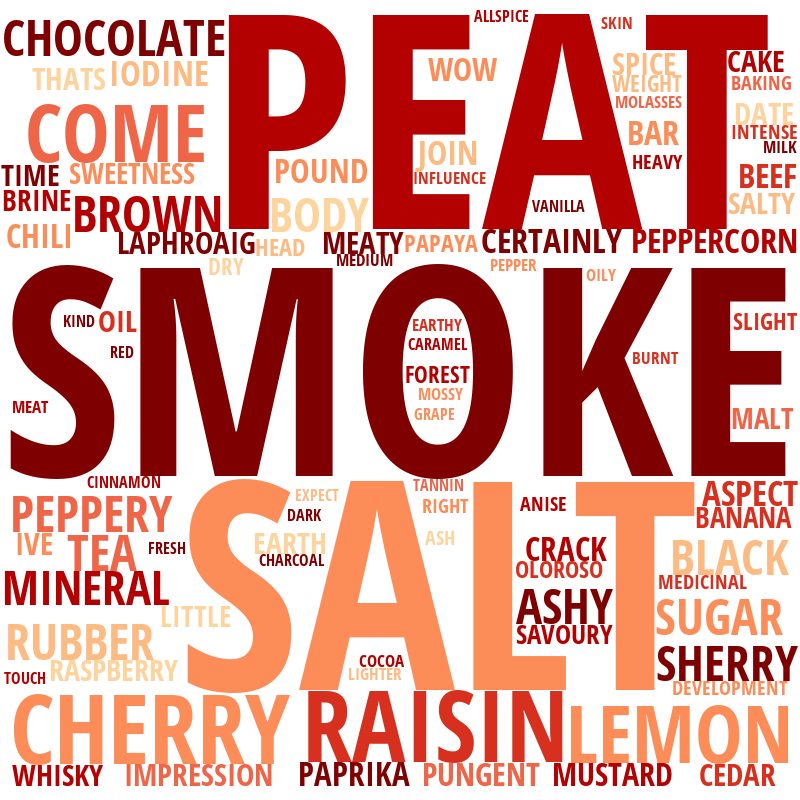 PEAT
ALLSPICE
SKIN
CHOCOLATE
THATS
IODINE
WOW
SPICE
CAKE
WEIGHT
BAKING
COME
MOLASSES
DATE
BAR
INTENSE
JOIN
MILK
HEAVY
TIME
SWEETNESS
POUND
INFLUENCE
BEEF
BRINE
BROWN
BODY
VANILLA
SALTY
CHILI
LAPHROAIG
HEAD
MEATY
PAPAYA
CERTAINLY
PEPPERCORN
DRY
MEDIUM
PEPPER
OILY
SMOKE
KIND
OIL
EARTHY
SLIGHT
RED
CARAMEL
BURNT
FOREST
MOSSY
MEAT
GRAPE
MALT
CINNAMON
SALT
EXPECT
TANNIN
ASPECT
PEPPERY
DARK
RIGHT
ANISE
BANANA
IVE
TEA
FRESH
EARTH
ASH
CRACK
BLACK
CHARCOAL
OLOROSO
MINERAL
MEDICINAL
LITTLE
ASHY
SUGAR
RUBBER
SAVOURY
RASPBERRY
COCOA
SHERRY
TOUCH
LIGHTER
DEVELOPMENT
CHERRY
RAISIN
LEMON
WHISKY
IMPRESSION
PAPRIKA
PUNGENT
MUSTARD
CEDAR